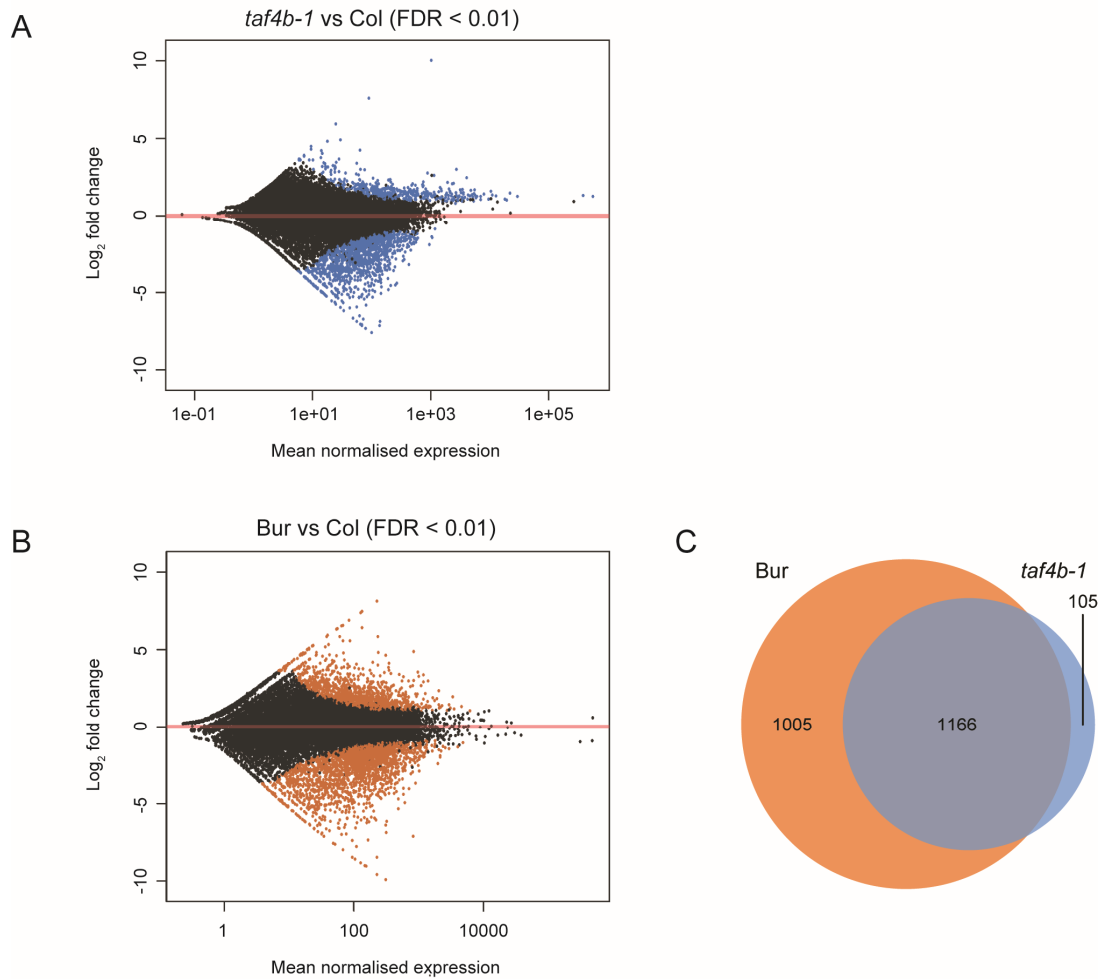 A
taf4b-1 vs Col (FDR < 0.01)
10
5
0
-5
-10
Log2 fold change
1e-01
1e+01
1e+03
1e+05
Mean normalised expression
B
Bur vs Col (FDR < 0.01)
10
5
0
-5
-10
Log2 fold change
1
100
10000
Mean normalised expression
C
Bur
taf4b-1
105
1005
1166